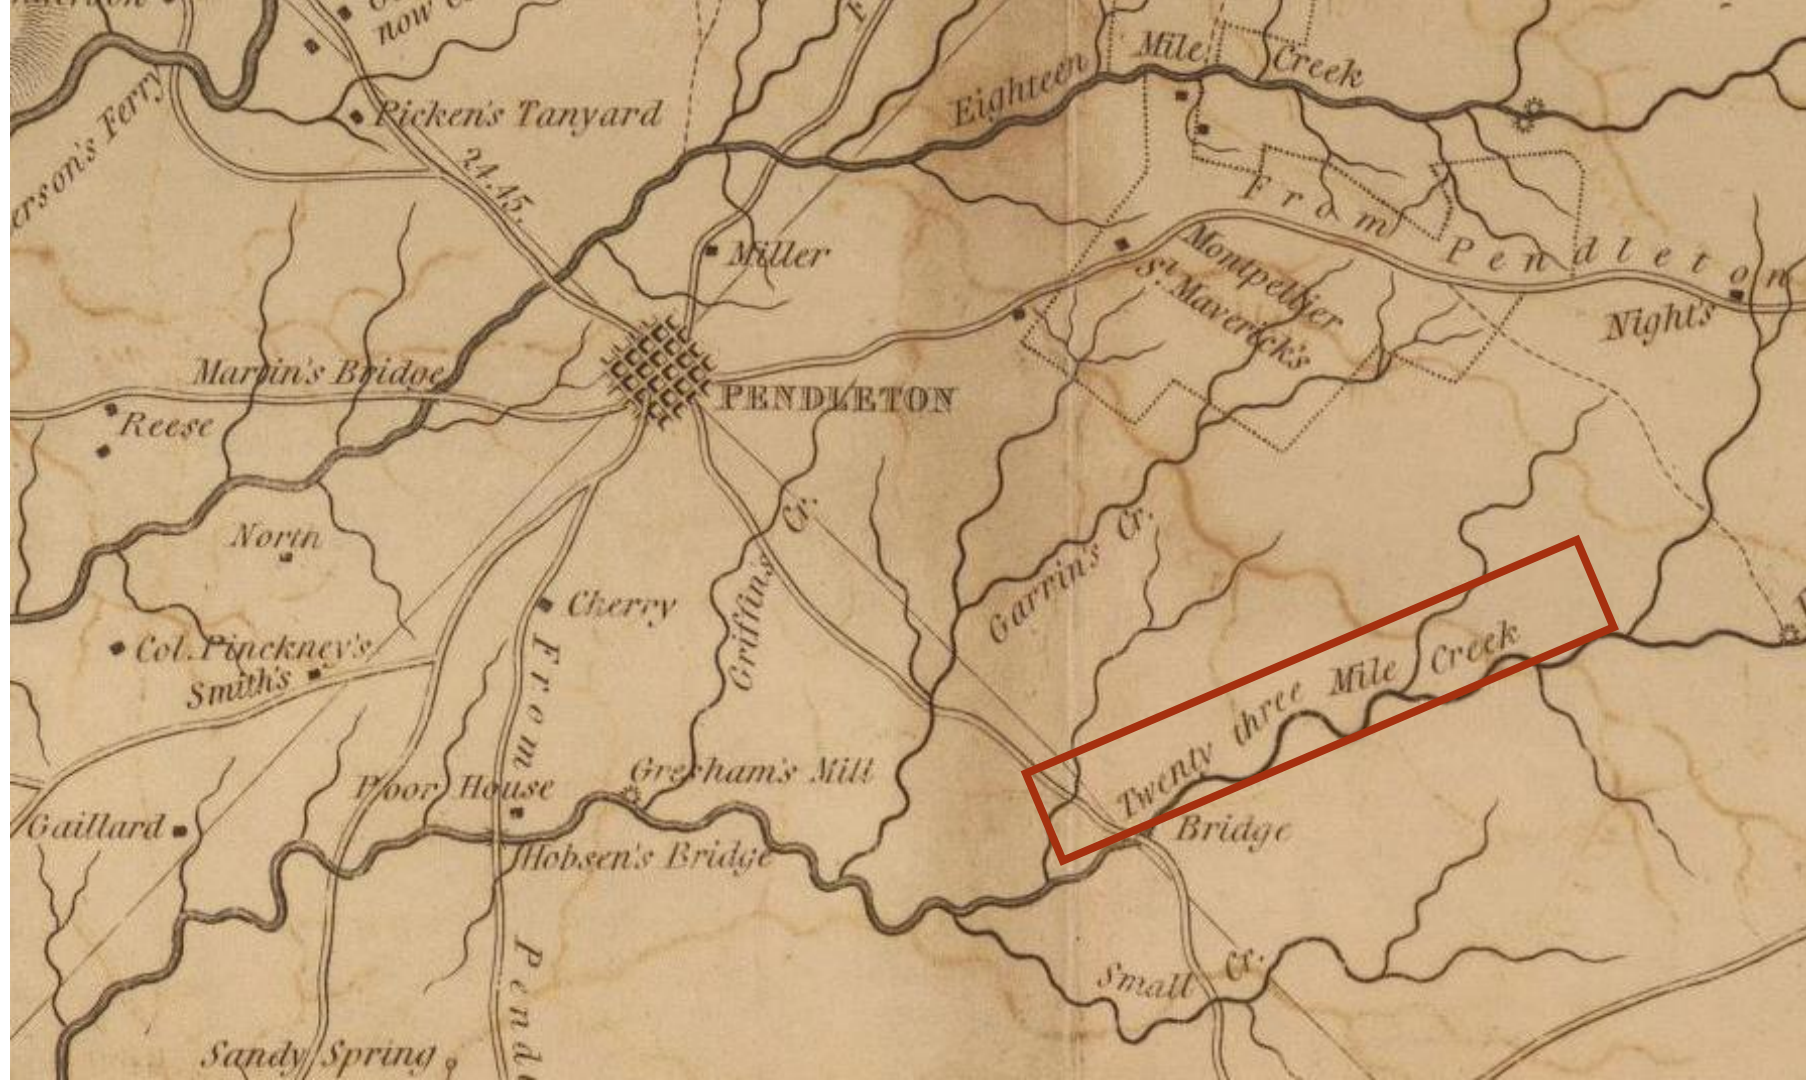 now
Picken's Tanyard
erson's Ferry
24.45.
Eighteen Mile Creek
From Pendleton
Miller
Montpellier
Sl. Maverick's
Night's
Martin's Bridge
Reese
PENDLETON
North
Griffin's Cr.
Garrin's Cr.
Cherry
Col. Pinckney's
Smith's
From
Pend
Twenty three Mile Creek
Gresham's Mill
Poor House
Gaillard
Hobsen's Bridge
Bridge
Small Cr.
Sandy Spring